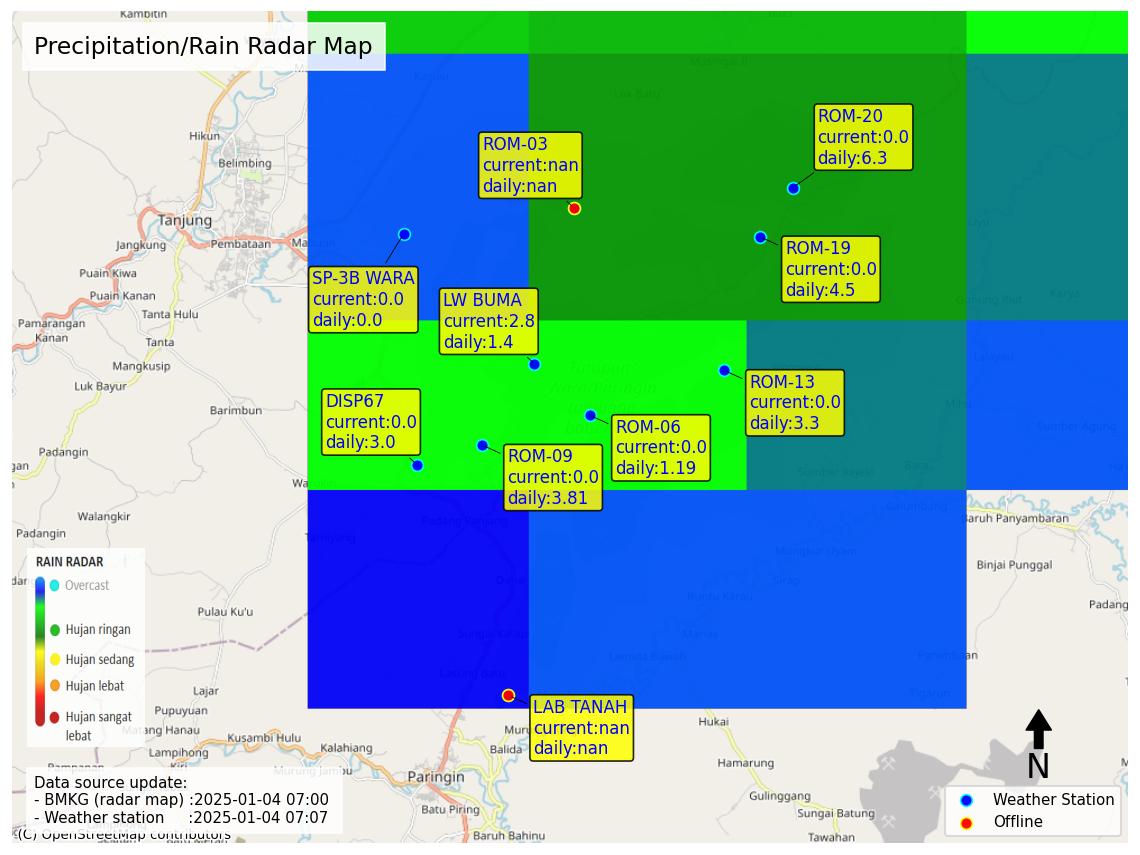 Kambitin
Precipitation/Rain Radar Map
Hikun
Belimbing
Tanjung
Jangkung
Pembataan
Puain Kiwa
Puain Kanan
Tanta Hulu
Pamarangan
Kanan
Tanta
Mangkusip
Luk Bayur
Barimbun
Padangin
Walangkir
Padangin
ROM-03
current:nan
daily:nan
ROM-20
current:0.0
daily:6.3
ROM-19
current:0.0
daily:4.5
SP-3B WARA
current:0.0
daily:0.0
LW BUMA
current:2.8
daily:1.4
ROM-13
current:0.0
daily:3.3
DISP67
current:0.0
daily:3.0
ROM-06
current:0.0
daily:1.19
ROM-09
current:0.0
daily:3.81
LAB TANAH
current:nan
daily:nan
Baruh Panyambaran
Binjai Punggal
RAIN RADAR
Overcast
Hujan ringan
Hujan sedang
Hujan lebat
Hujan sangat
lebat
Pulau Ku'u
Lajar
Pupuyuan
Matang Hanau
Rukam Hulu
Lampihong
Kalahiang
Murung Jambu
Paringin
Balida
Batu Piring
Baruh Bahinu
Hukai
Hamarung
Gulinggang
Sungai Batung
Tawahan
N
Data source update:
- BMKG (radar map) :2025-01-04 07:00
- Weather station :2025-01-04 07:07
(C) OpenStreetMap contributors
Weather Station
Offline